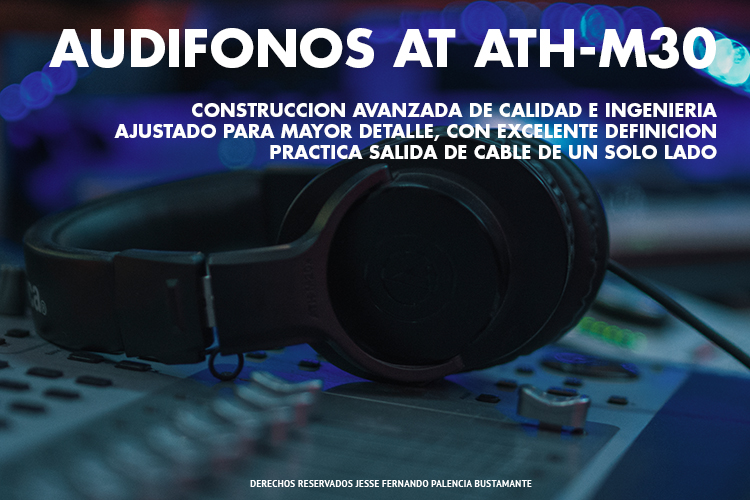 AUDIFONOS AT ATH-M30
CONSTRUCCION AVANZADA DE CALIDAD E INGENIERIA
AJUSTADO PARA MAYOR DETALLE, CON EXCELENTE DEFINICION
PRACTICA SALIDA DE CABLE DE UN SOLO LADO
DERECHOS RESERVADOS JESSE FERNANDO PALENCIA BUSTAMANTE